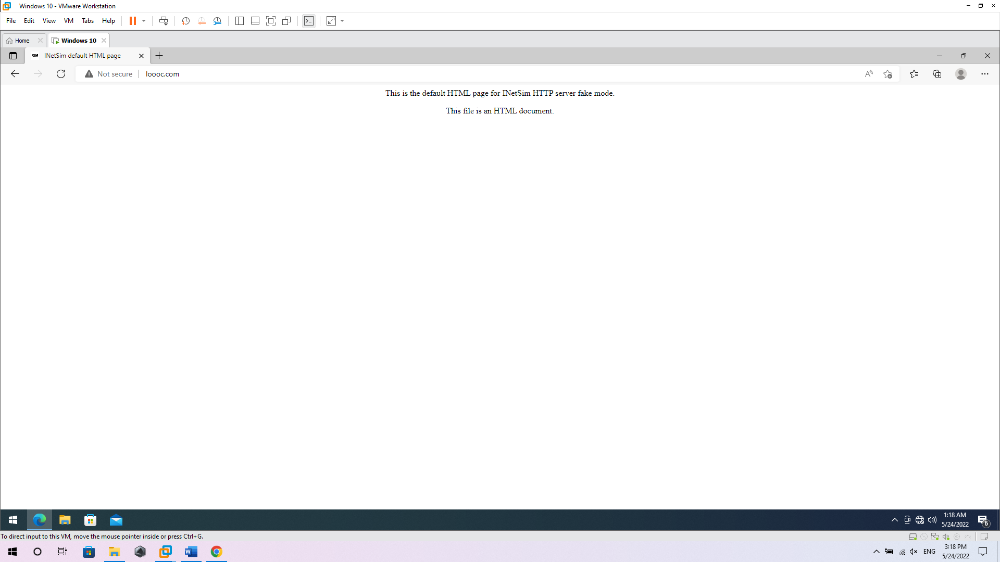 Windows 10 - VMware Workstation
File Edit View VM Tabs Help
Home Windows 10
SIM INetSim default HTML page
Not secure loooc.com
This is the default HTML page for INetSim HTTP server fake mode.
This file is an HTML document.
1:18 AM
5/24/2022
6
To direct input to this VM, move the mouse pointer inside or press Ctrl+G.
W
ENG
3:18 PM
5/24/2022